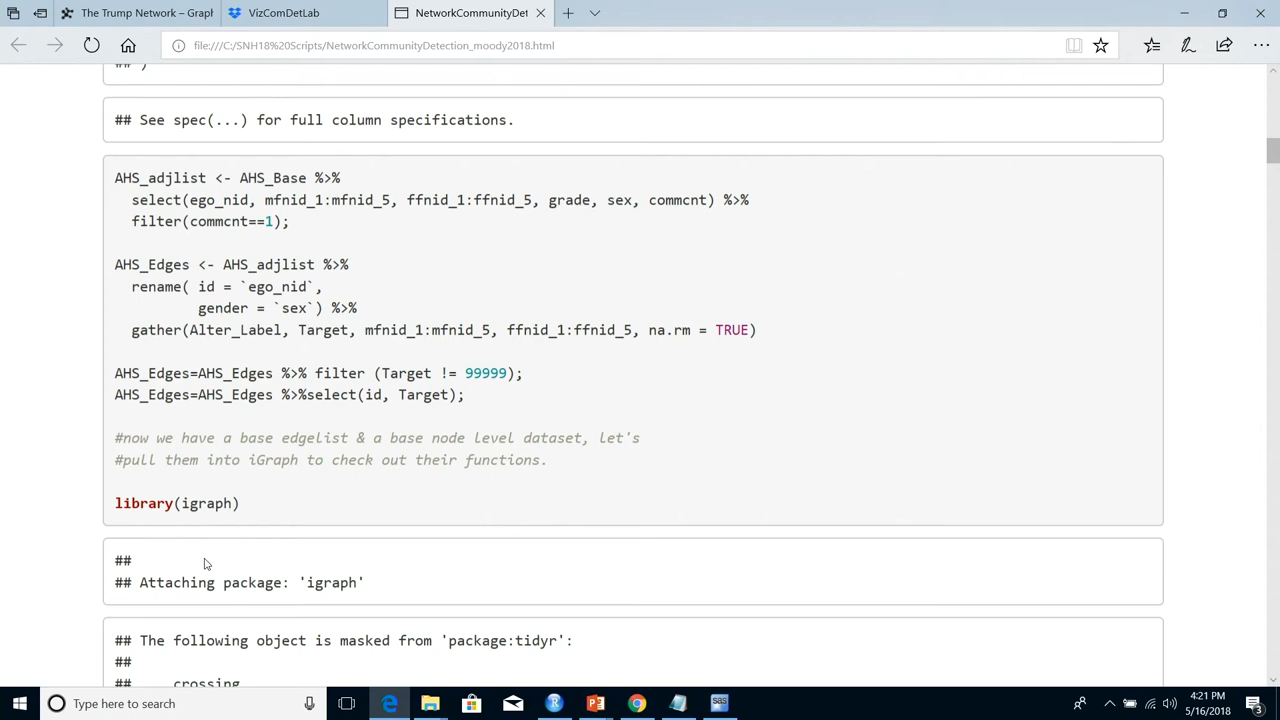 The Trump Network – Graph
VizComDetLab
NetworkCommunityDet
file:///C:/SNH18%20Scripts/NetworkCommunityDetection_moody2018.html
## )
## See spec(...) for full column specifications.
AHS_adjlist <- AHS_Base %>%
select(ego_nid, mfnid_1:mfnid_5, ffnid_1:ffnid_5, grade, sex, commcnt) %>%
filter(commcnt==1);
AHS_Edges <- AHS_adjlist %>%
rename( id = `ego_nid`,
gender = `sex`) %>%
gather(Alter_Label, Target, mfnid_1:mfnid_5, ffnid_1:ffnid_5, na.rm = TRUE)
AHS_Edges=AHS_Edges %>% filter (Target != 99999);
AHS_Edges=AHS_Edges %>%select(id, Target);
#now we have a base edgelist & a base node level dataset, let's
#pull them into iGraph to check out their functions.
library(igraph)
##
## Attaching package: 'igraph'
## The following object is masked from 'package:tidyr':
##
## crossing
Type here to search
4:21 PM
5/16/2018
3